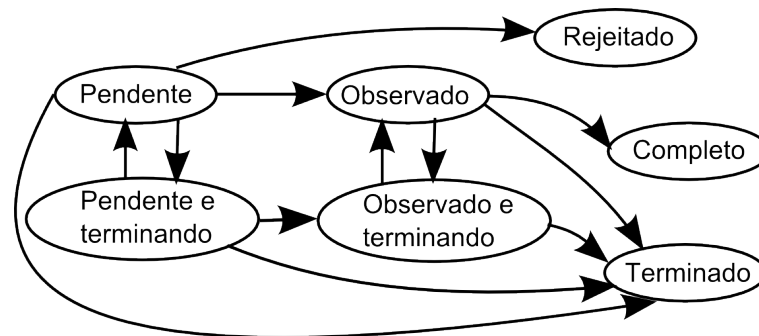 Rejeitado
Pendente
Observado
Completo
Pendente e
terminando
Observado e
terminando
Terminado